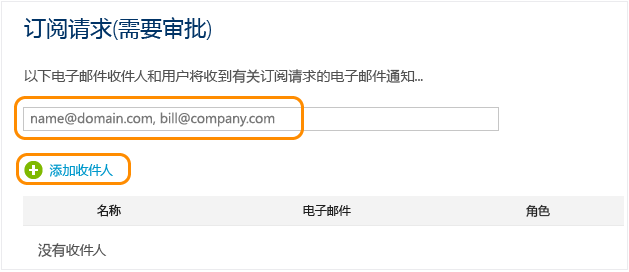 订阅请求(需要审批)
以下电子邮件收件人和用户将收到有关订阅请求的电子邮件通知...
name@domain.com, bill@company.com
添加收件人
名称 电子邮件 角色
没有收件人